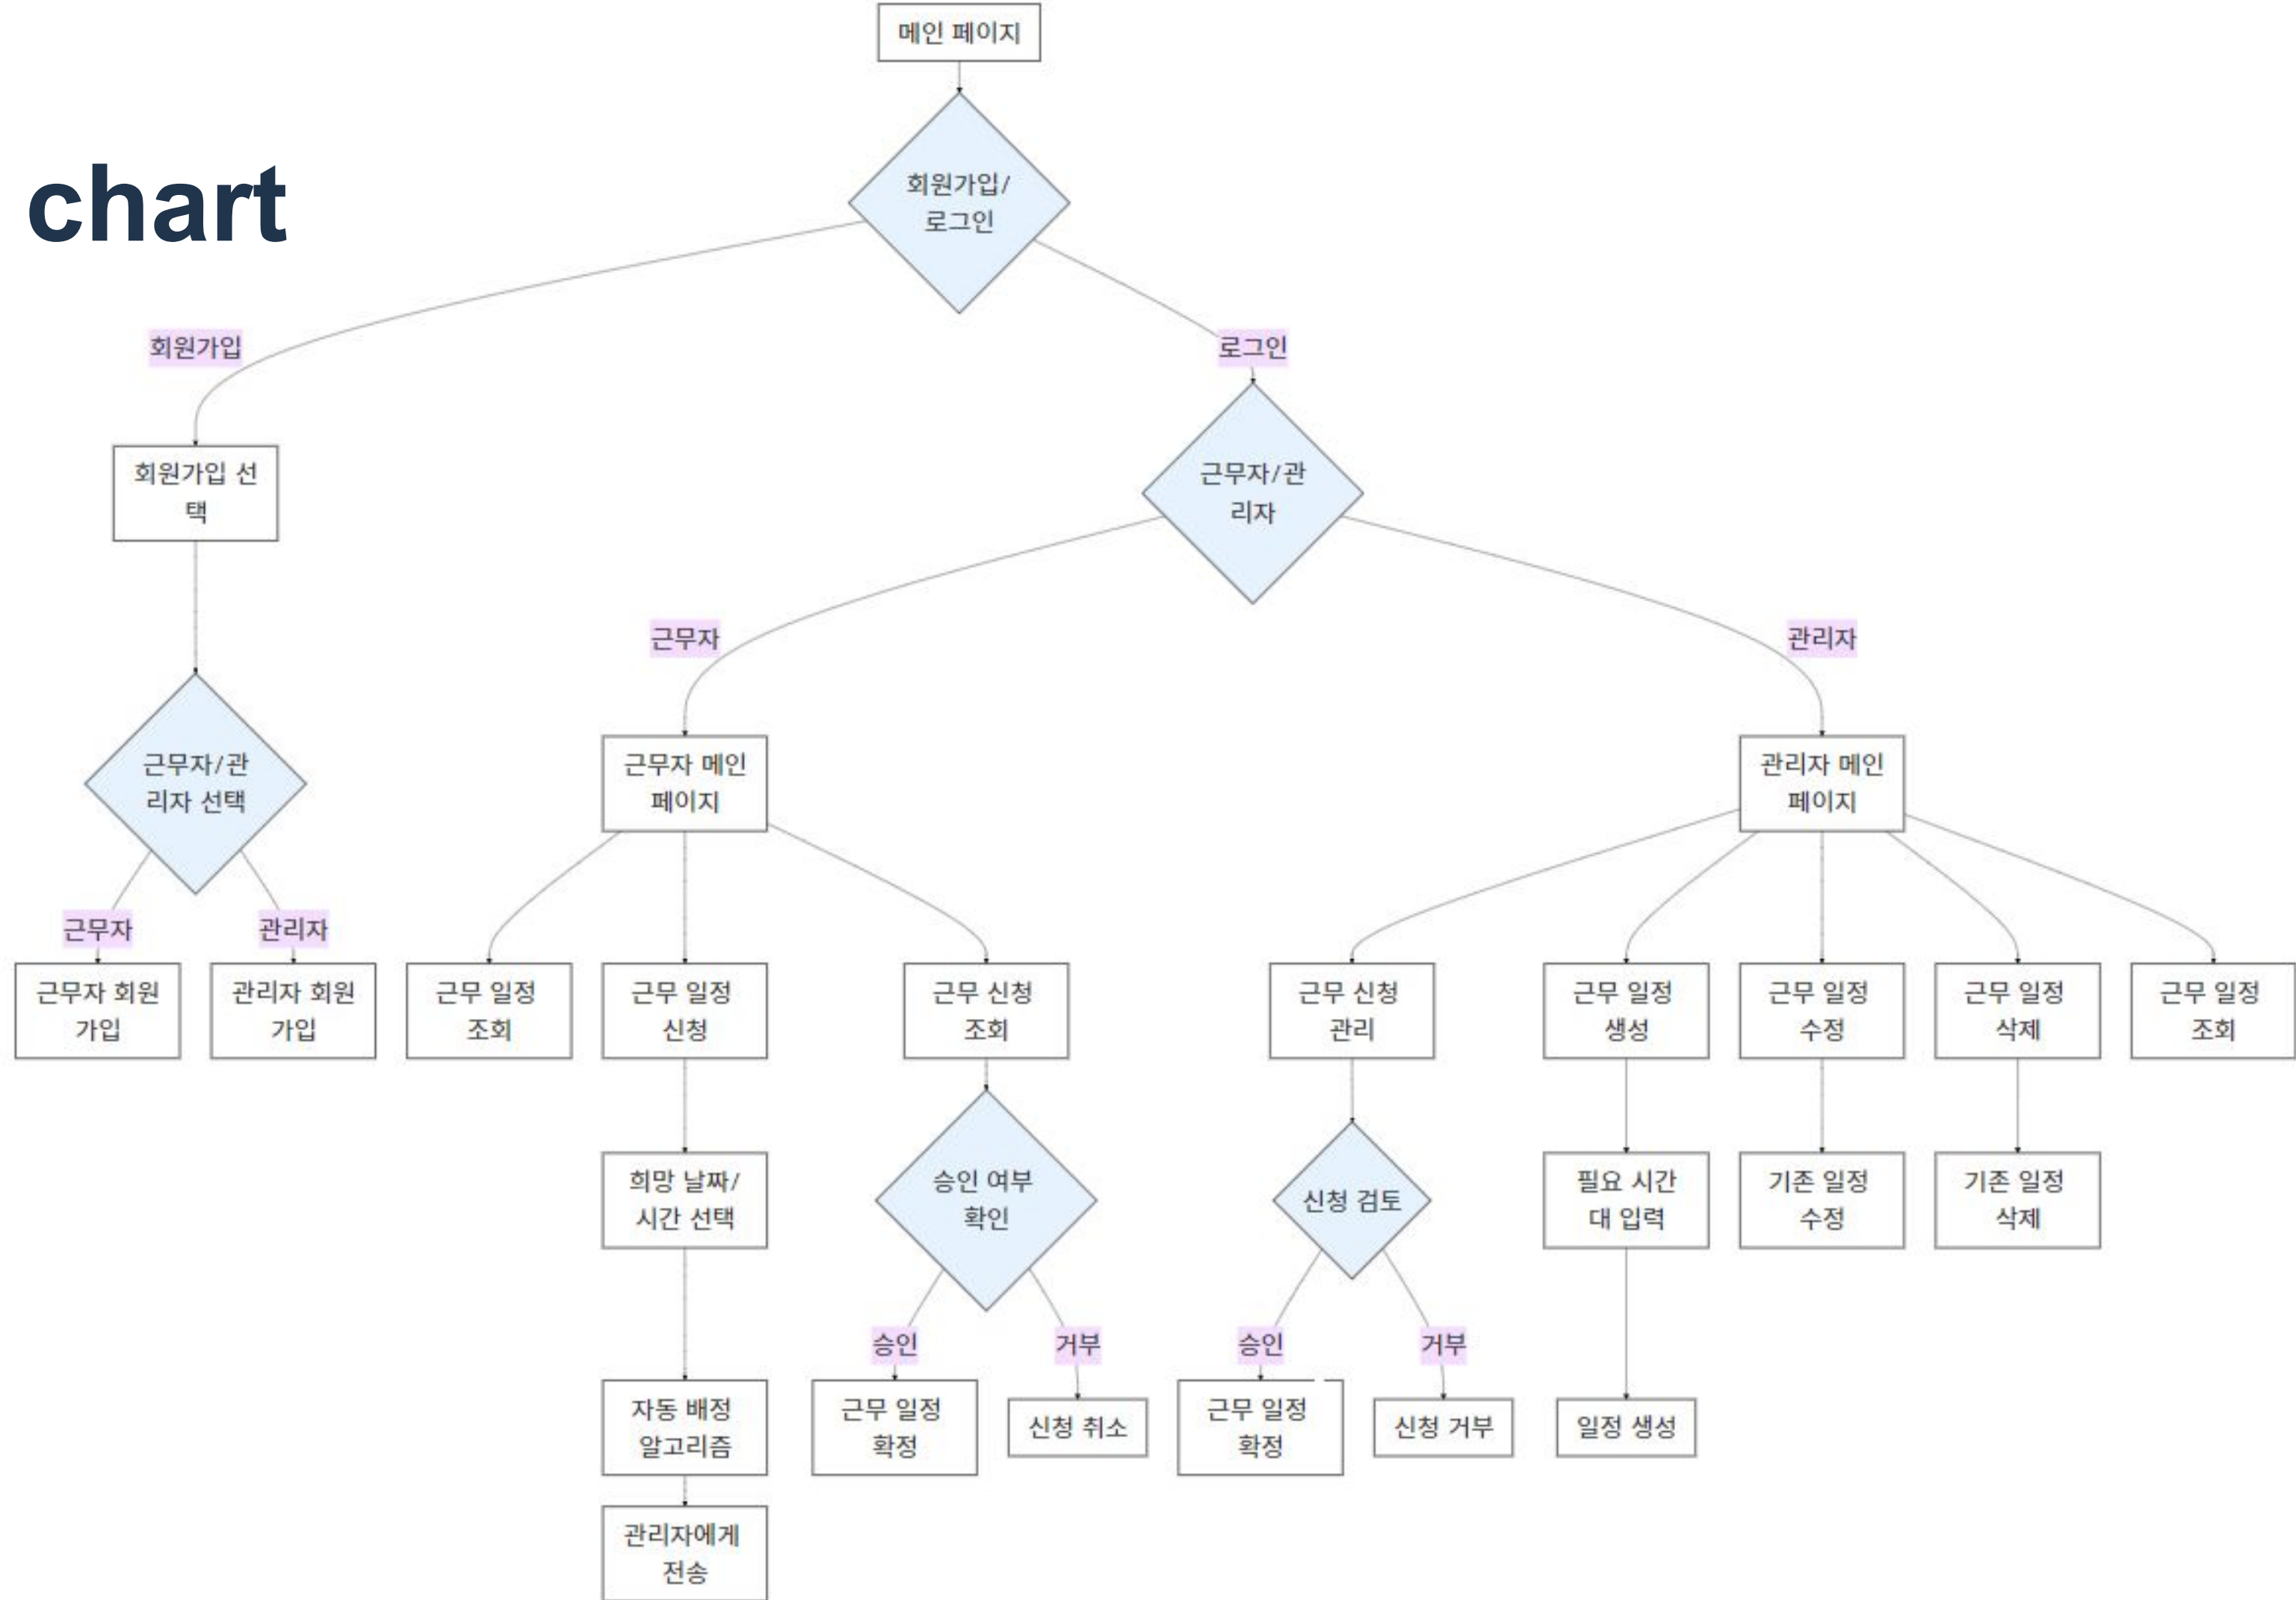 메인 페이지
chart
회원가입/
로그인
회원가입
로그인
회원가입 선
택
근무자/관
리자
근무자
관리자
근무자/관
리자 선택
근무자 메인
페이지
관리자 메인
페이지
근무자
관리자
근무자 회원
가입
관리자 회원
가입
근무 일정
조회
근무 일정
신청
근무 신청
조회
근무 신청
관리
근무 일정
생성
근무 일정
수정
근무 일정
삭제
근무 일정
조회
희망 날짜/
시간 선택
승인 여부
확인
신청 검토
필요 시간
대 입력
기존 일정
수정
기존 일정
삭제
승인
거부
승인
거부
자동 배정
알고리즘
근무 일정
확정
신청 취소
근무 일정
확정
신청 거부
일정 생성
관리자에게
전송